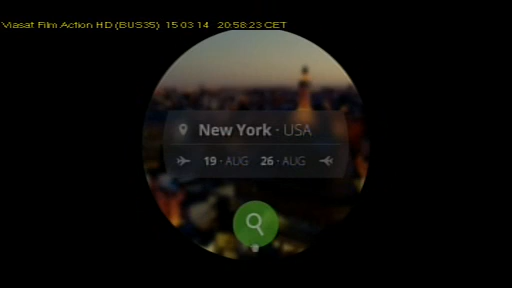 Viasat Film Action HD (BUS35) 15·03·14 20:58:23 CET
New York · USA
19 · AUG 26 · AUG